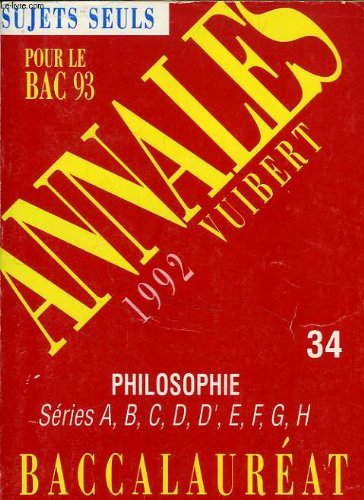 SUJETS SEULS
POUR LE
BAC 93
ANNALES
1992 VUIBERT
34
PHILOSOPHIE
Séries A, B, C, D, D', E, F, G, H
BACCALAURÉAT